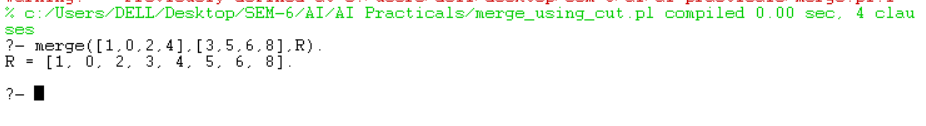 % c:/Users/DELL/Desktop/SEM-6/AI/AI Practicals/merge_using_cut.pl compiled 0.00 sec, 4 clau
ses
?- merge([1,0,2,4],[3,5,6,8],R).
R = [1, 0, 2, 3, 4, 5, 6, 8].
?-